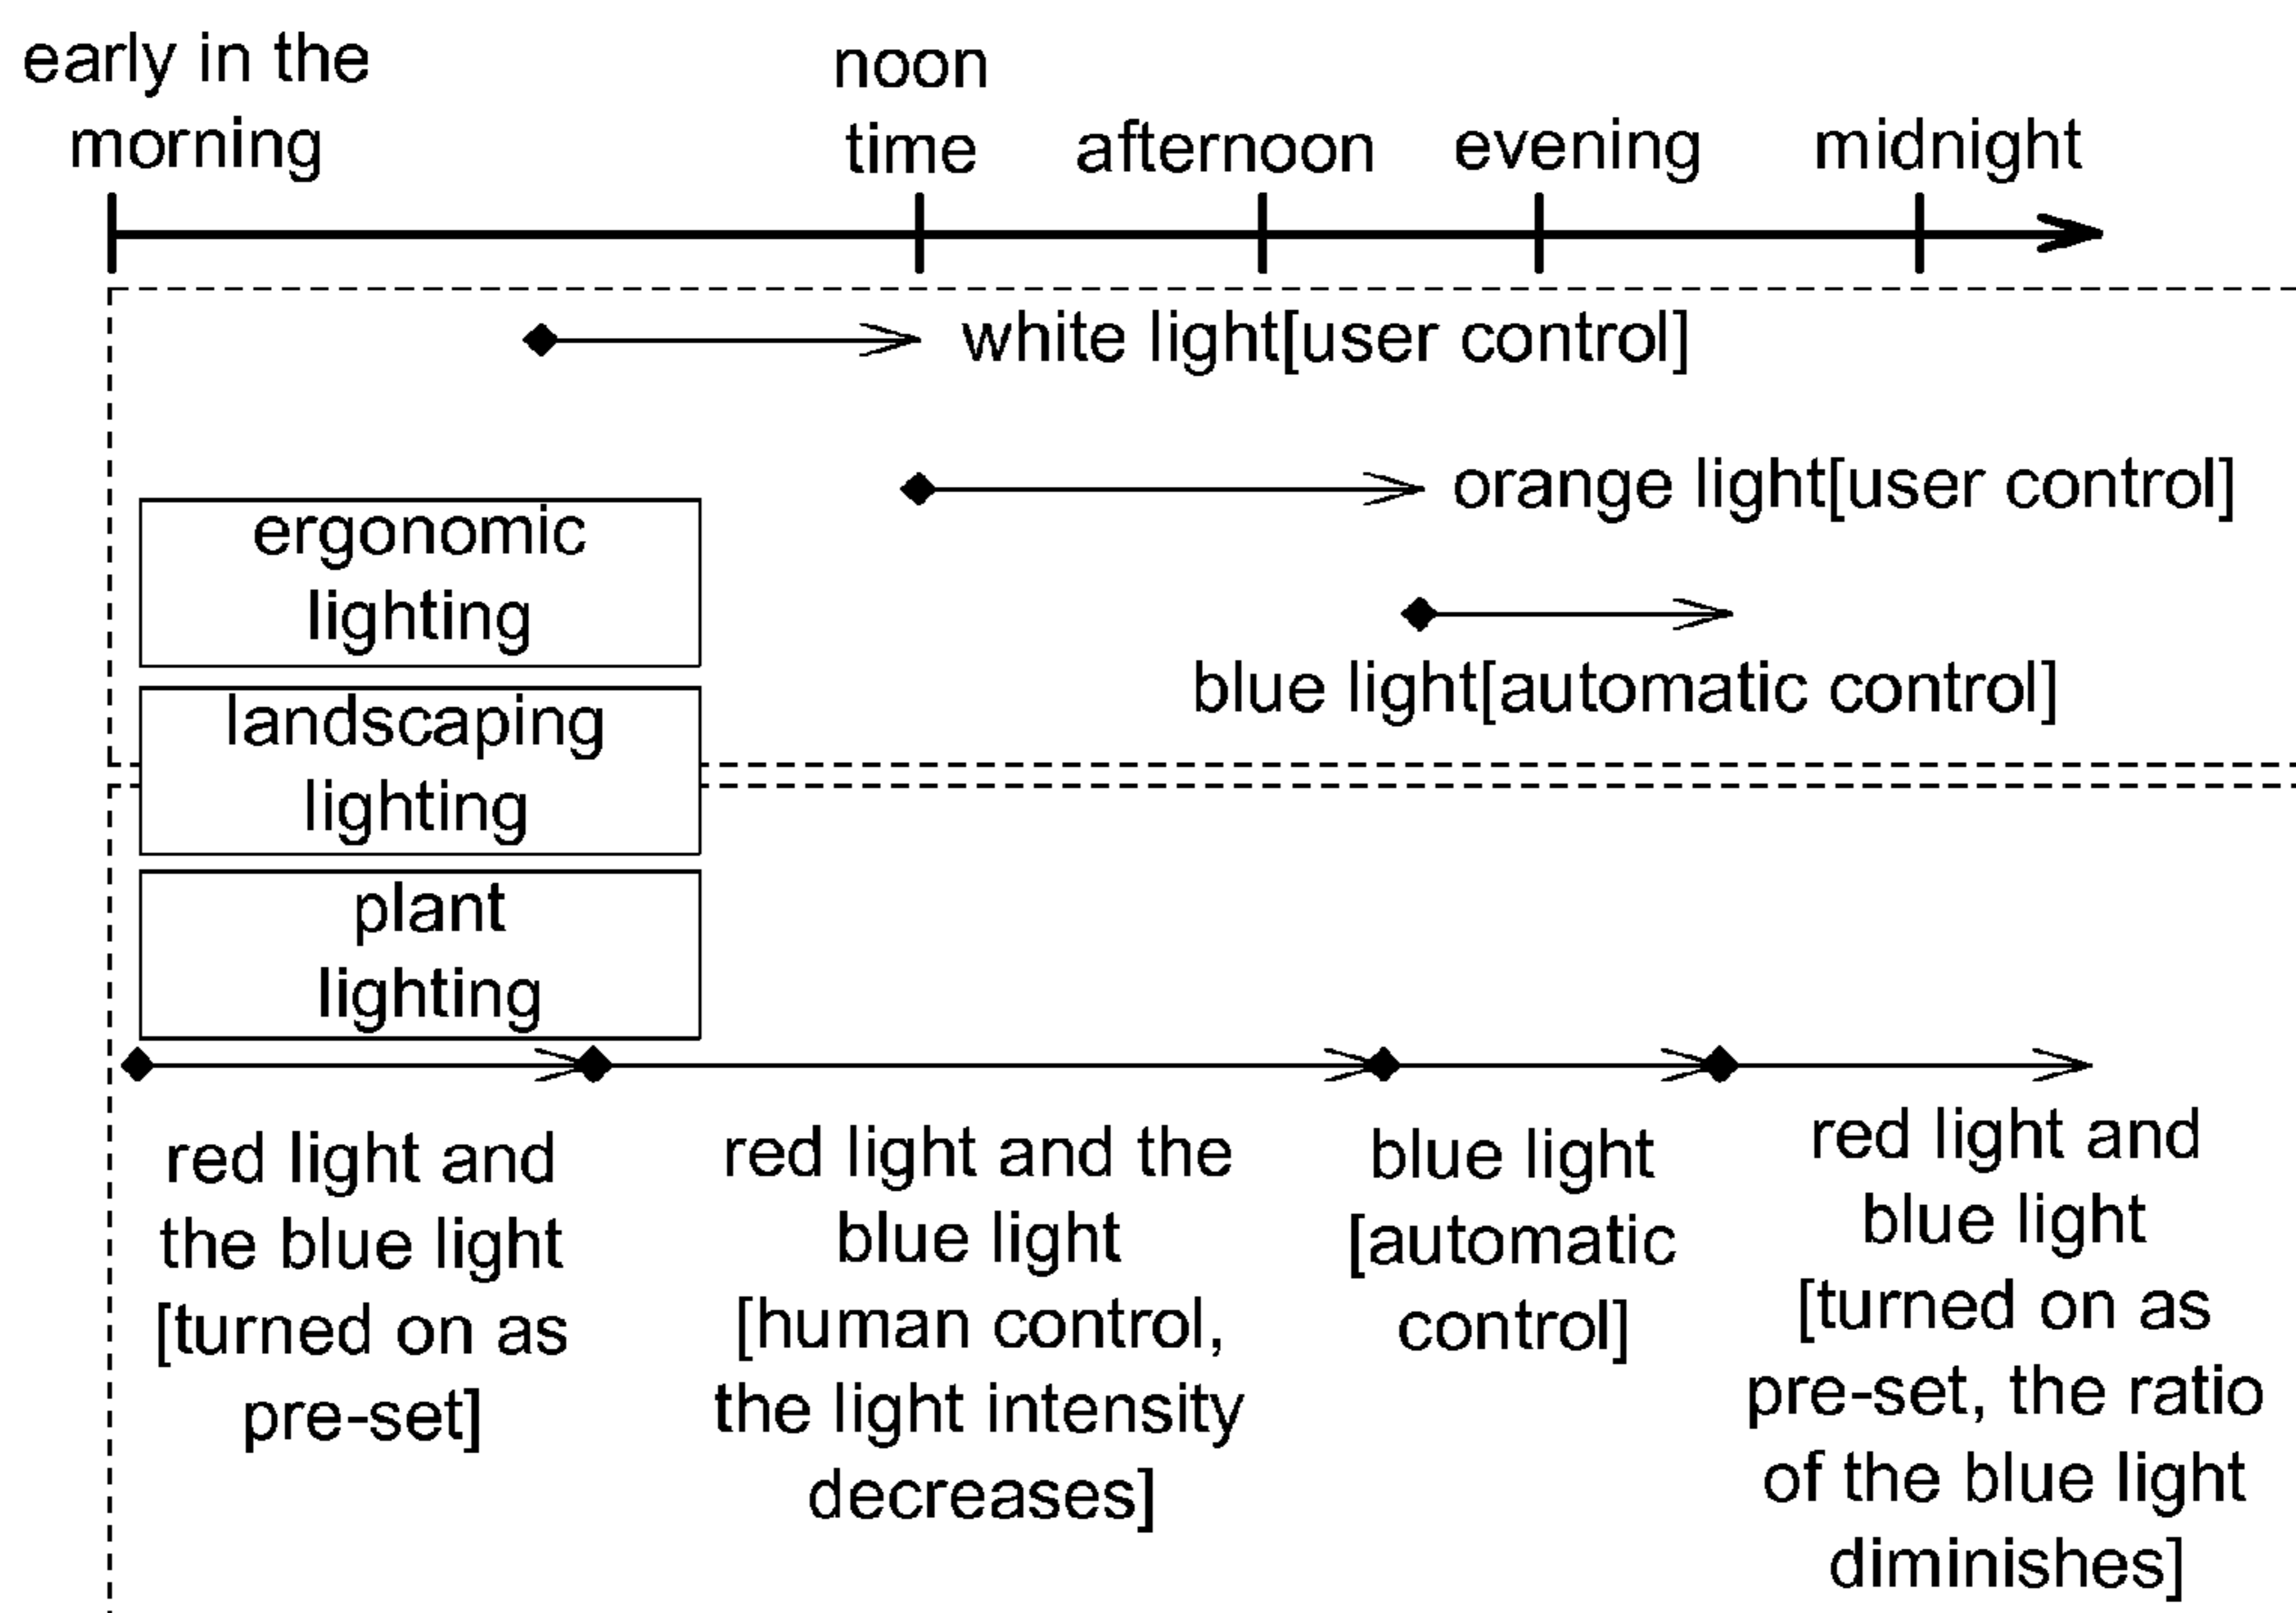 early in the
morning
noon
time
afternoon
evening
midnight
white light[user control]
orange light[user control]
ergonomic
lighting
blue light[automatic control]
landscaping
lighting
plant
lighting
red light and
the blue light
[turned on as
pre-set]
red light and the
blue light
[human control,
the light intensity
decreases]
blue light
[automatic
control]
red light and
blue light
[turned on as
pre-set, the ratio
of the blue light
diminishes]